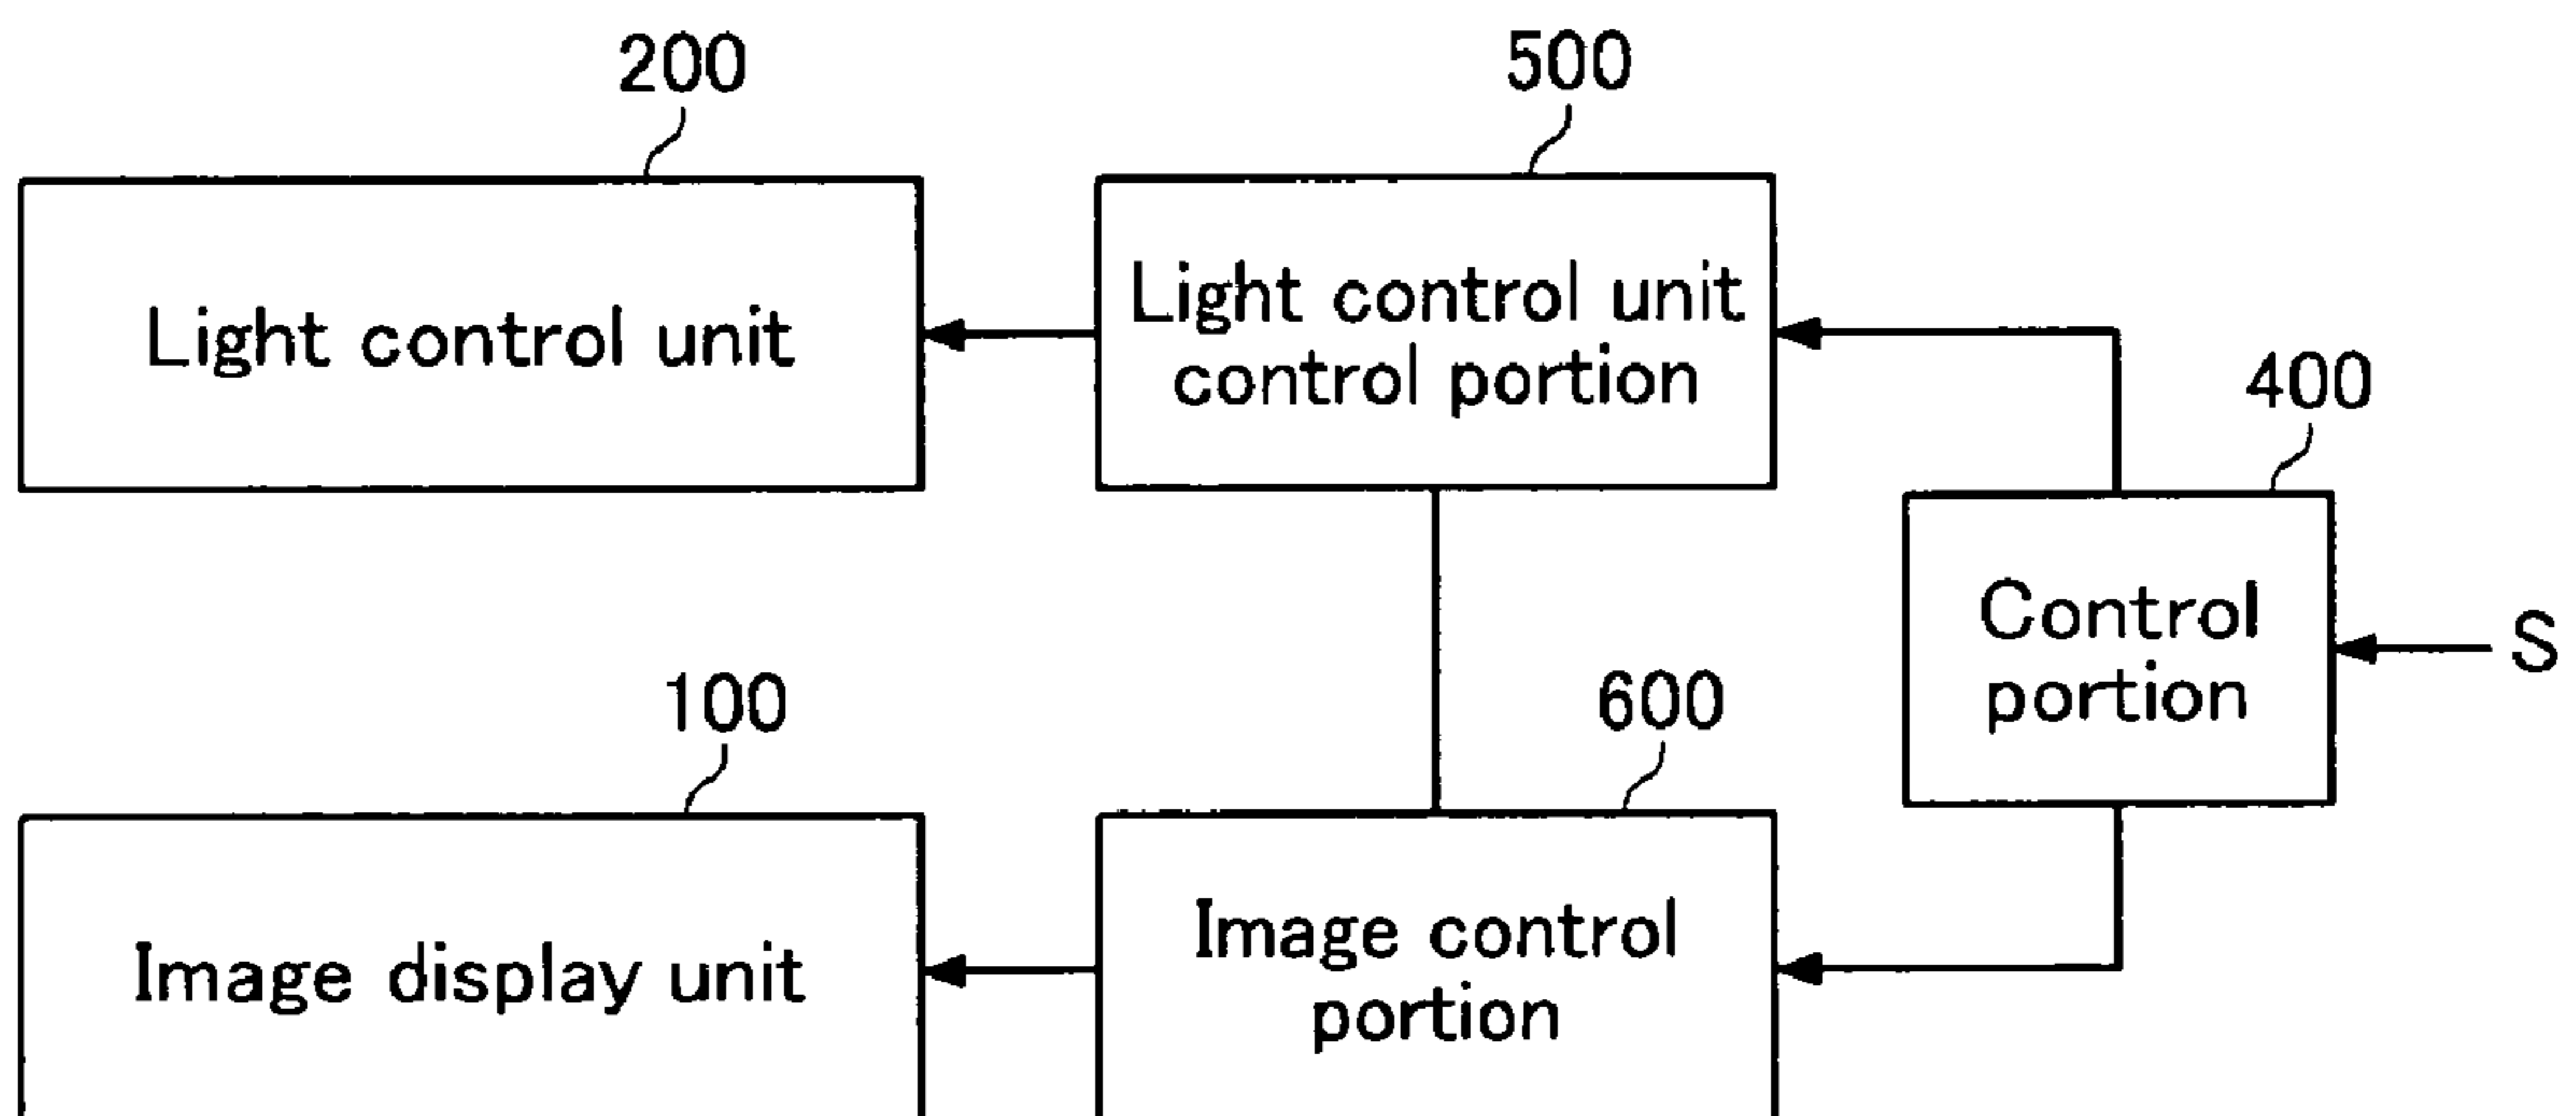 200
500
Light control unit
Light control unit
control portion
400
Control
portion
S
100
600
Image display unit
Image control
portion